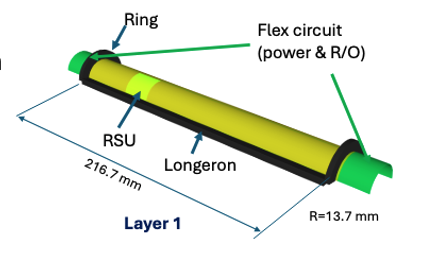 Ring
Flex circuit
(power & R/O)
RSU
Longeron
216.7 mm
Layer 1
R=13.7 mm